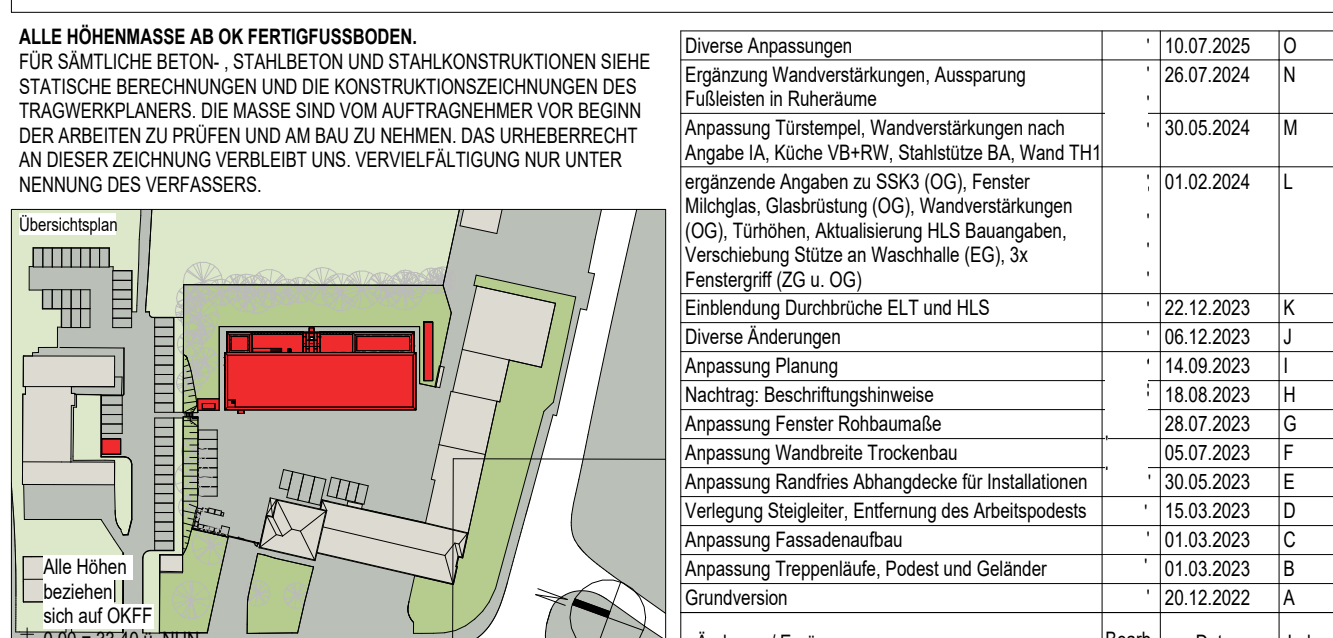 ALLE HÖHENMASSE AB OK FERTIGFUSSBODEN.
FÜR SÄMTLICHE BETON- , STAHLBETON UND STAHLKONSTRUKTIONEN SIEHE
STATISCHE BERECHNUNGEN UND DIE KONSTRUKTIONSZEICHNUNGEN DES
TRAGWERKPLANERS. DIE MASSE SIND VOM AUFTRAGNEHMER VOR BEGINN
DER ARBEITEN ZU PRÜFEN UND AM BAU ZU NEHMEN. DAS URHEBERRECHT
AN DIESER ZEICHNUNG VERBLEIBT UNS. VERVIELFÄLTIGUNG NUR UNTER
NENNUNG DES VERFASSERS.
Übersichtsplan
Alle Höhen
beziehen
sich auf OKFF
Diverse Anpassungen 10.07.2025 O
Ergänzung Wandverstärkungen, Aussparung 26.07.2024 N
Fußleisten in Ruheräume
Anpassung Türstempel, Wandverstärkungen nach 30.05.2024 M
Angabe IA, Küche VB+RW, Stahlstütze BA, Wand TH1
ergänzende Angaben zu SSK3 (OG), Fenster 01.02.2024 L
Milchglas, Glasbrüstung (OG), Wandverstärkungen
(OG), Türhöhen, Aktualisierung HLS Bauangaben,
Verschiebung Stütze an Waschhalle (EG), 3x
Fenstergriff (ZG u. OG)
Einblendung Durchbrüche ELT und HLS 22.12.2023 K
Diverse Änderungen 06.12.2023 J
Anpassung Planung 14.09.2023 I
Nachtrag: Beschriftungshinweise 18.08.2023 H
Anpassung Fenster Rohbaumaße 28.07.2023 G
Anpassung Wandbreite Trockenbau 05.07.2023 F
Anpassung Randfries Abhangdecke für Installationen 30.05.2023 E
Verlegung Steigleiter, Entfernung des Arbeitspodests 15.03.2023 D
Anpassung Fassadenaufbau 01.03.2023 C
Anpassung Treppenläufe, Podest und Geländer 01.03.2023 B
Grundversion 20.12.2022 A